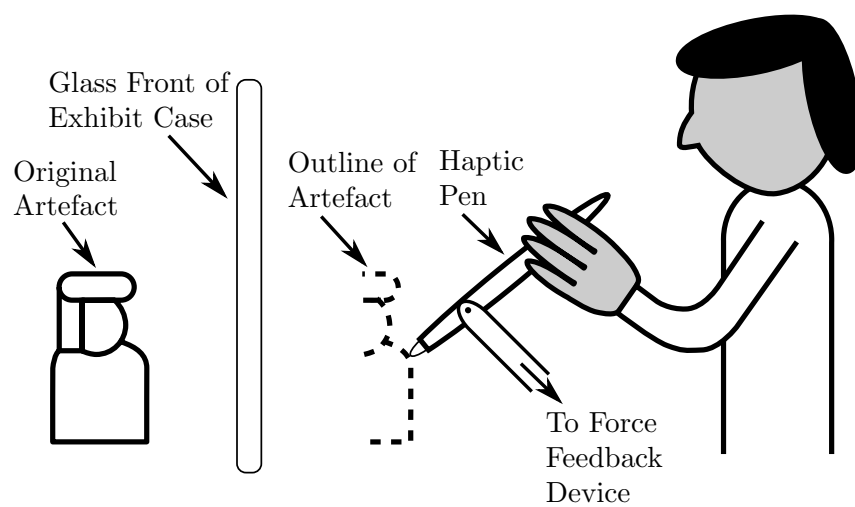 Glass Front of
Exhibit Case
Original
Artefact
Outline of
Artefact
Haptic
Pen
To Force
Feedback
Device